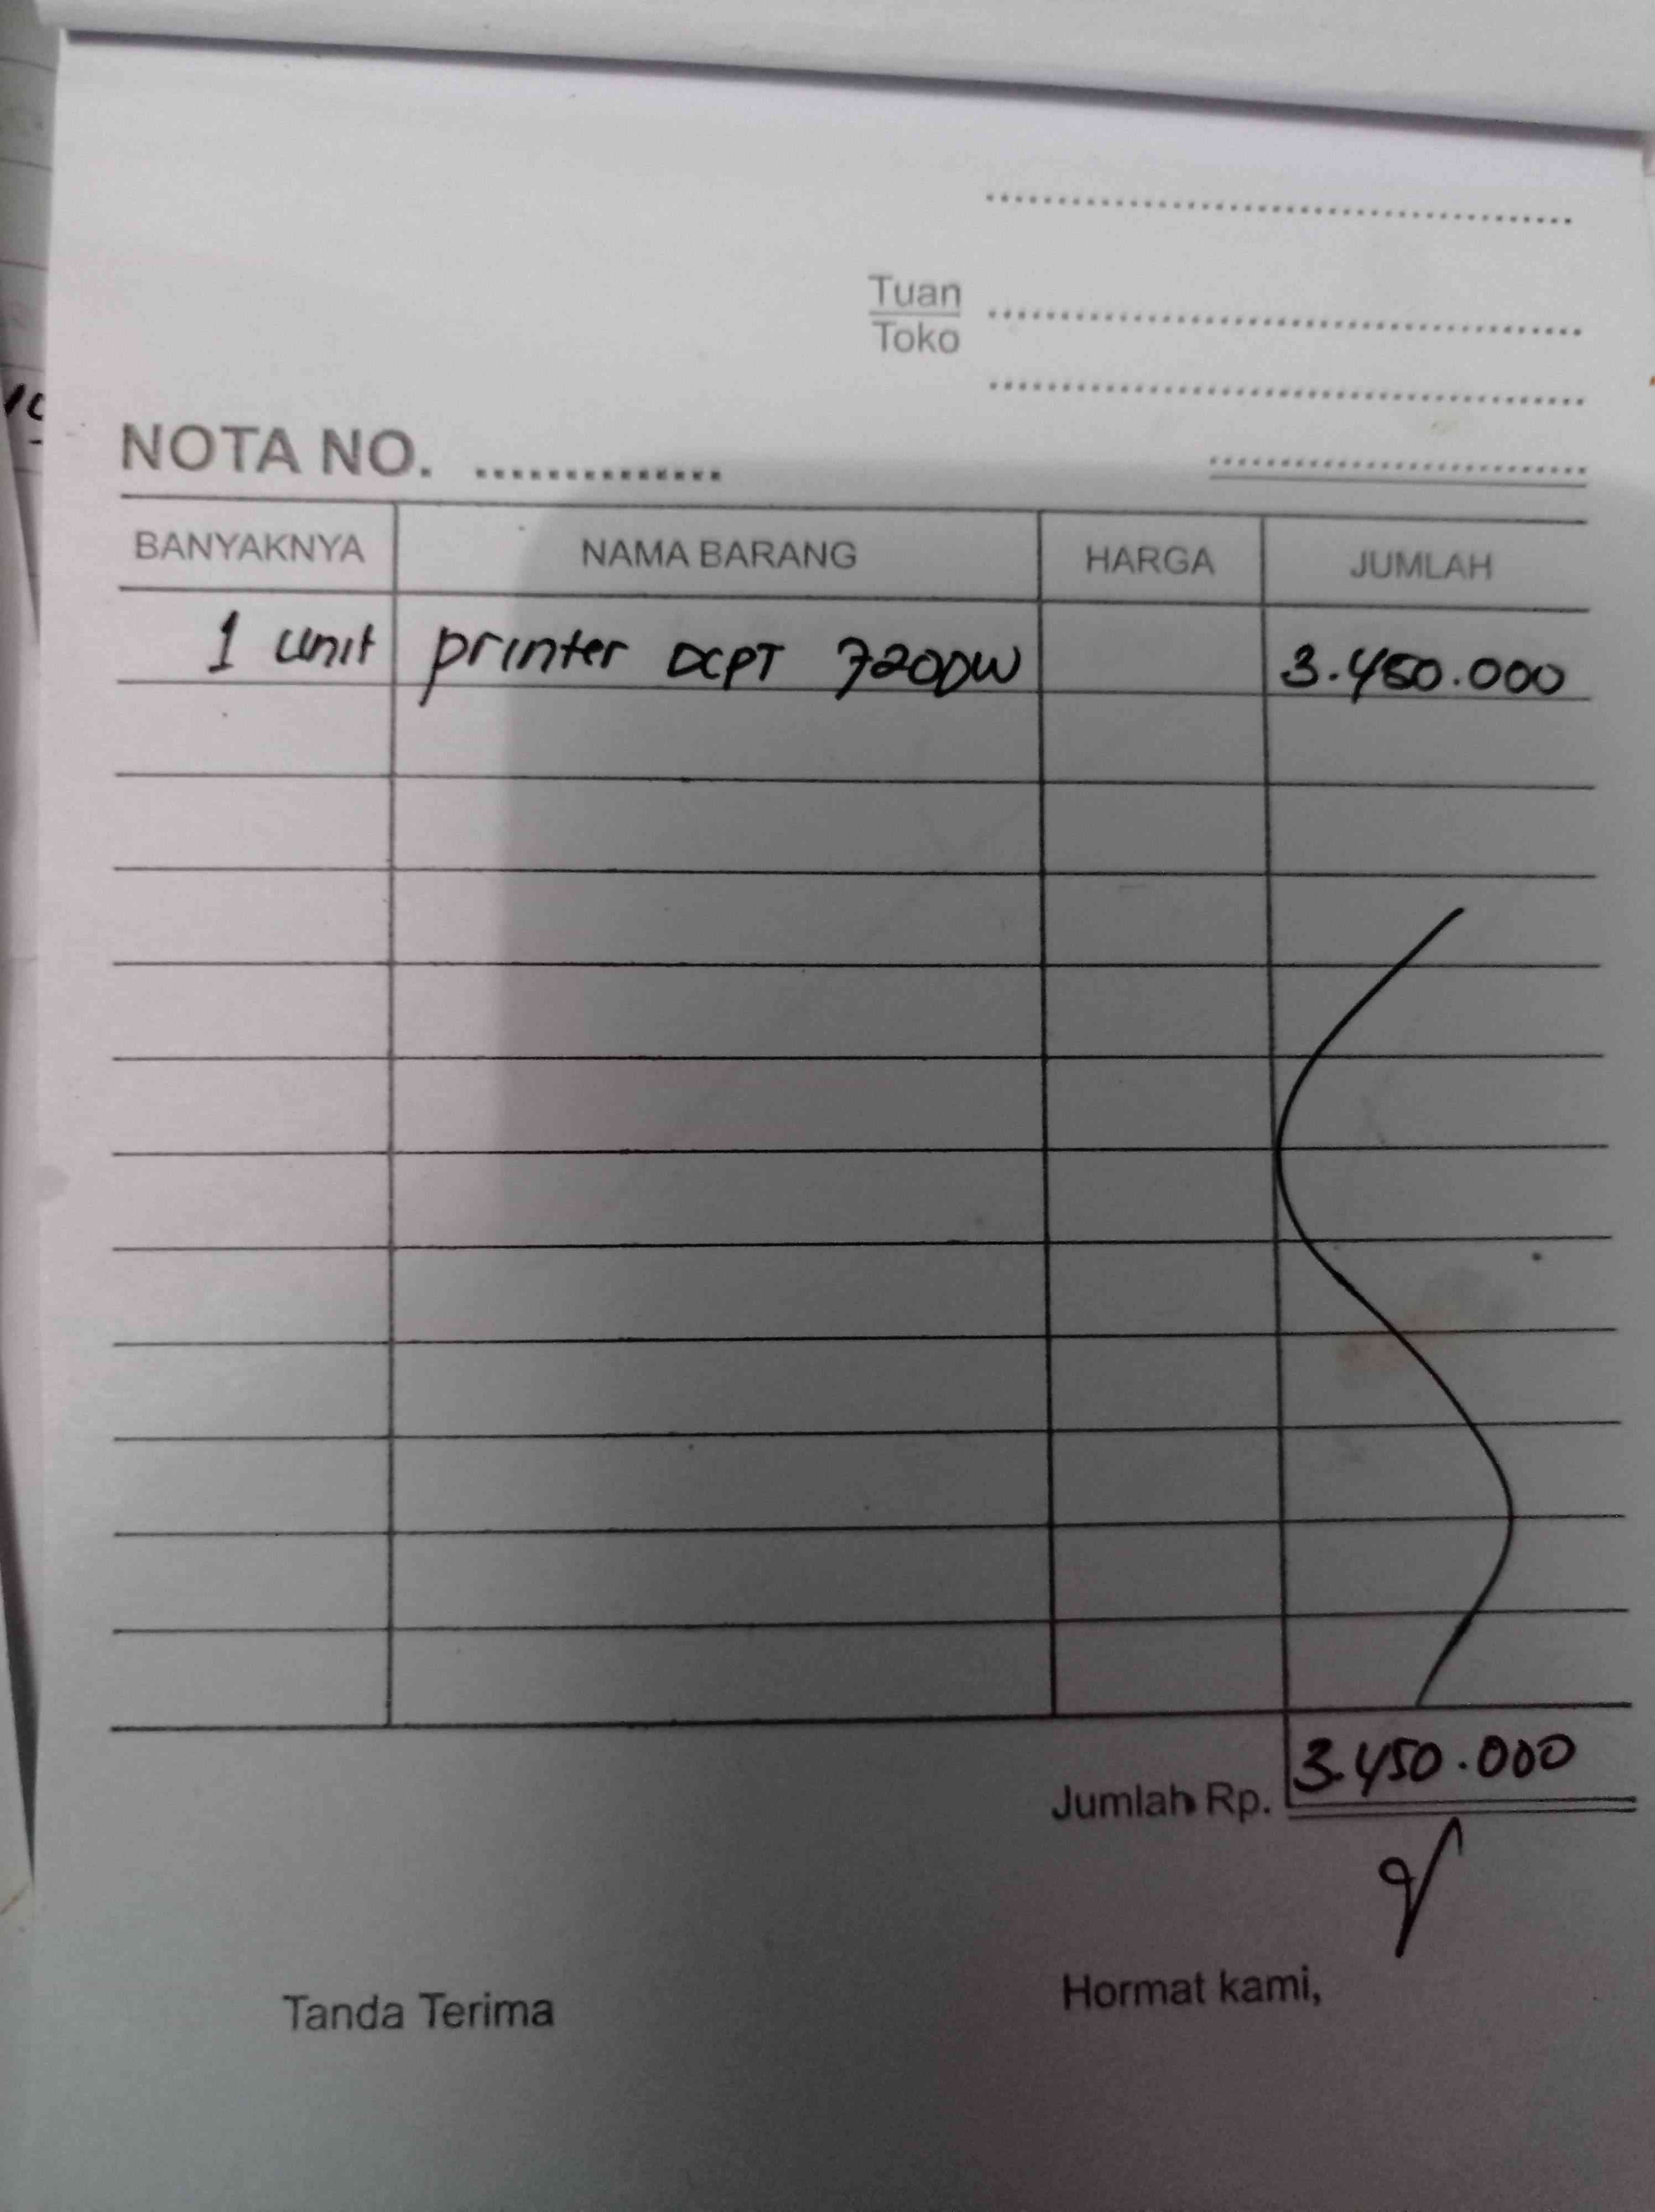 Tuan
Toko
NOTA NO.
BANYAKNYA NAMA BARANG HARGA JUMLAH
1 unit printer DCPT 720DW 3.450.000
Jumlah Rp. 3.450.000
Tanda Terima Hormat kami,